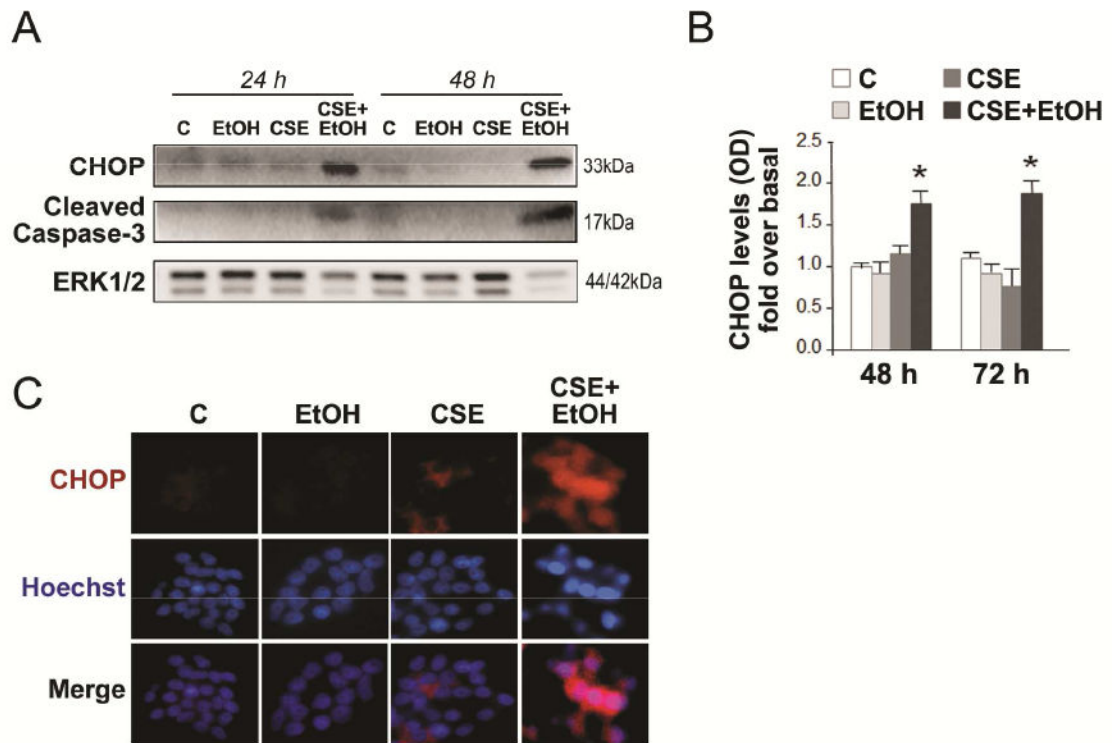 A
24 h 48 h
C EtOH CSE CSE+ EtOH C EtOH CSE CSE+ EtOH
CHOP 33kDa
Cleaved
Caspase-3 17kDa
ERK1/2 44/42kDa
B
C CSE
EtOH CSE+EtOH
CHOP levels (OD)
fold over basal
2.5
2.0
1.5
1.0
0.5
0.0
* *
48 h 72 h
C
C EtOH CSE CSE+
EtOH
CHOP
Hoechst
Merge